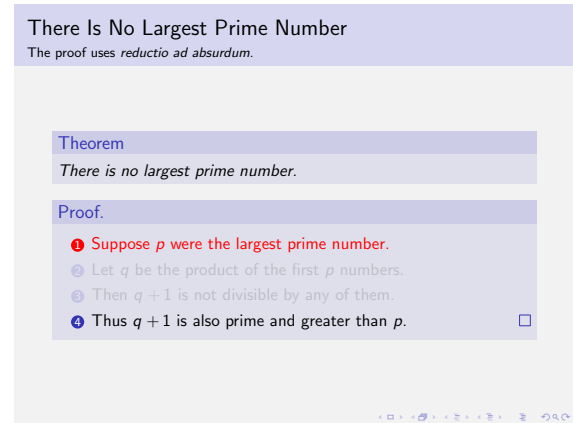 There Is No Largest Prime Number
The proof uses reductio ad absurdum.
Theorem
There is no largest prime number.
Proof.
1 Suppose p were the largest prime number.
2 Let q be the product of the first p numbers.
3 Then q + 1 is not divisible by any of them.
4 Thus q + 1 is also prime and greater than p. □